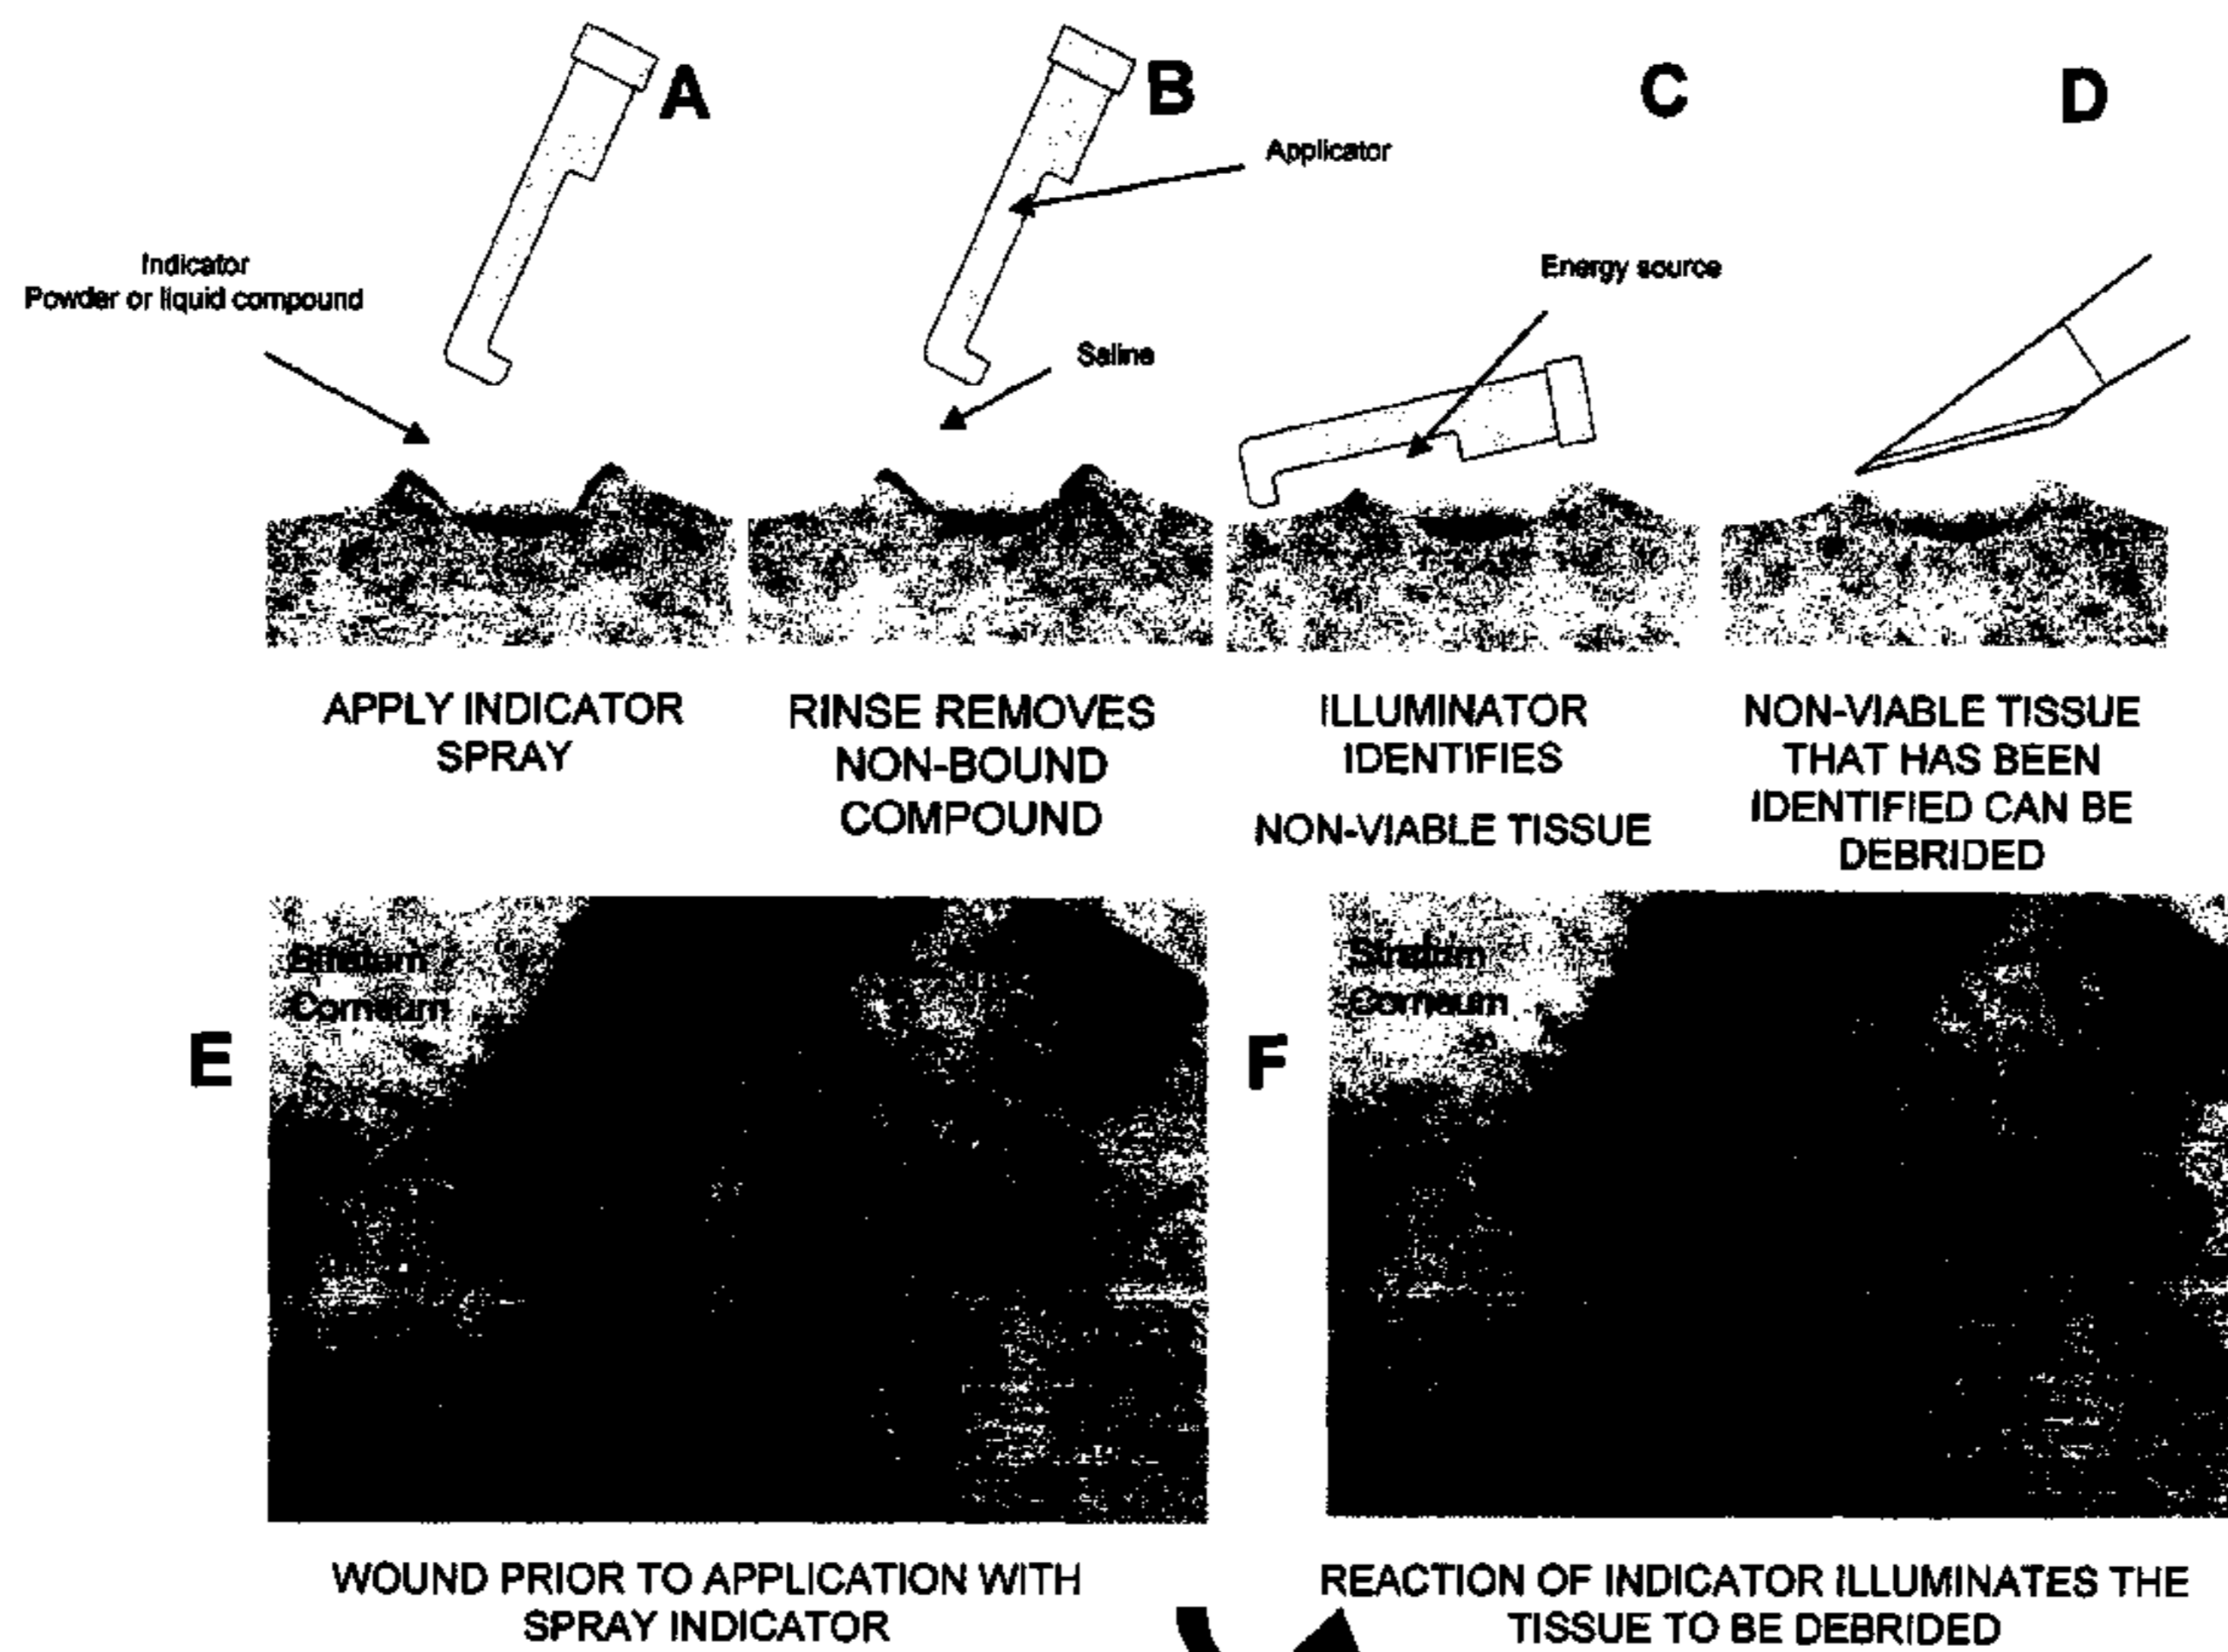 A
B
C
D
Applicator
Indicator
Powder or liquid compound
Energy source
Saline
APPLY INDICATOR
SPRAY
RINSE REMOVES
NON-BOUND
COMPOUND
ILLUMINATOR
IDENTIFIES
NON-VIABLE TISSUE
NON-VIABLE TISSUE
THAT HAS BEEN
IDENTIFIED CAN BE
DEBRIDED
E
Stratum
Corneum
F
Stratum
Corneum
WOUND PRIOR TO APPLICATION WITH
SPRAY INDICATOR
REACTION OF INDICATOR ILLUMINATES THE
TISSUE TO BE DEBRIDED